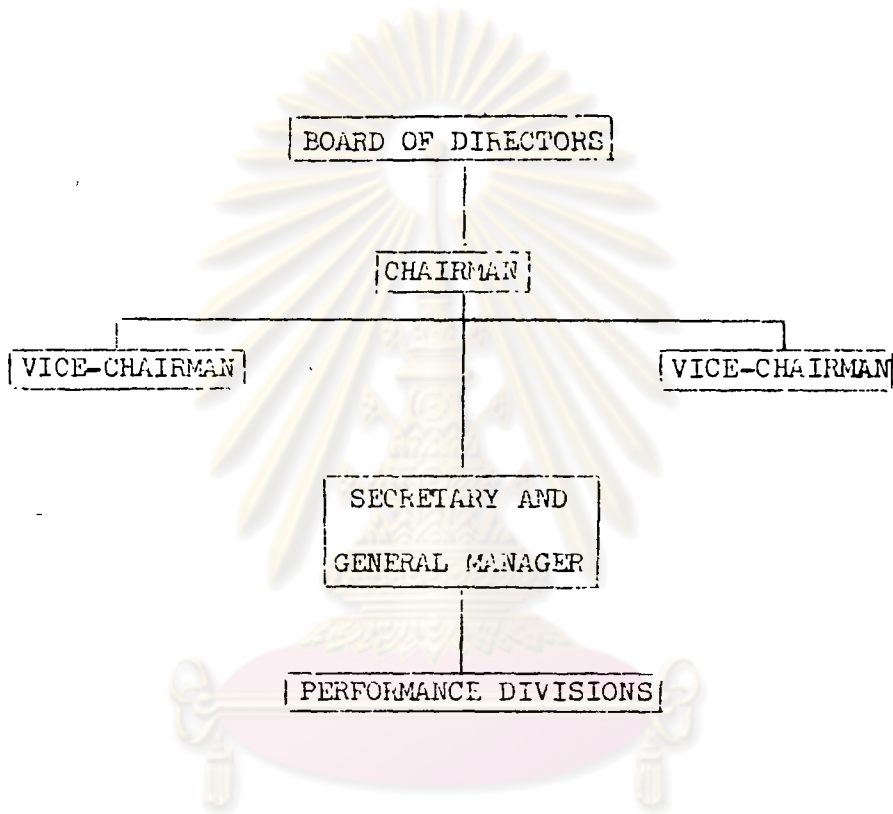 BOARD OF DIRECTORS
CHAIRMAN
VICE-CHAIRMAN
VICE-CHAIRMAN
SECRETARY AND
GENERAL MANAGER
PERFORMANCE DIVISIONS